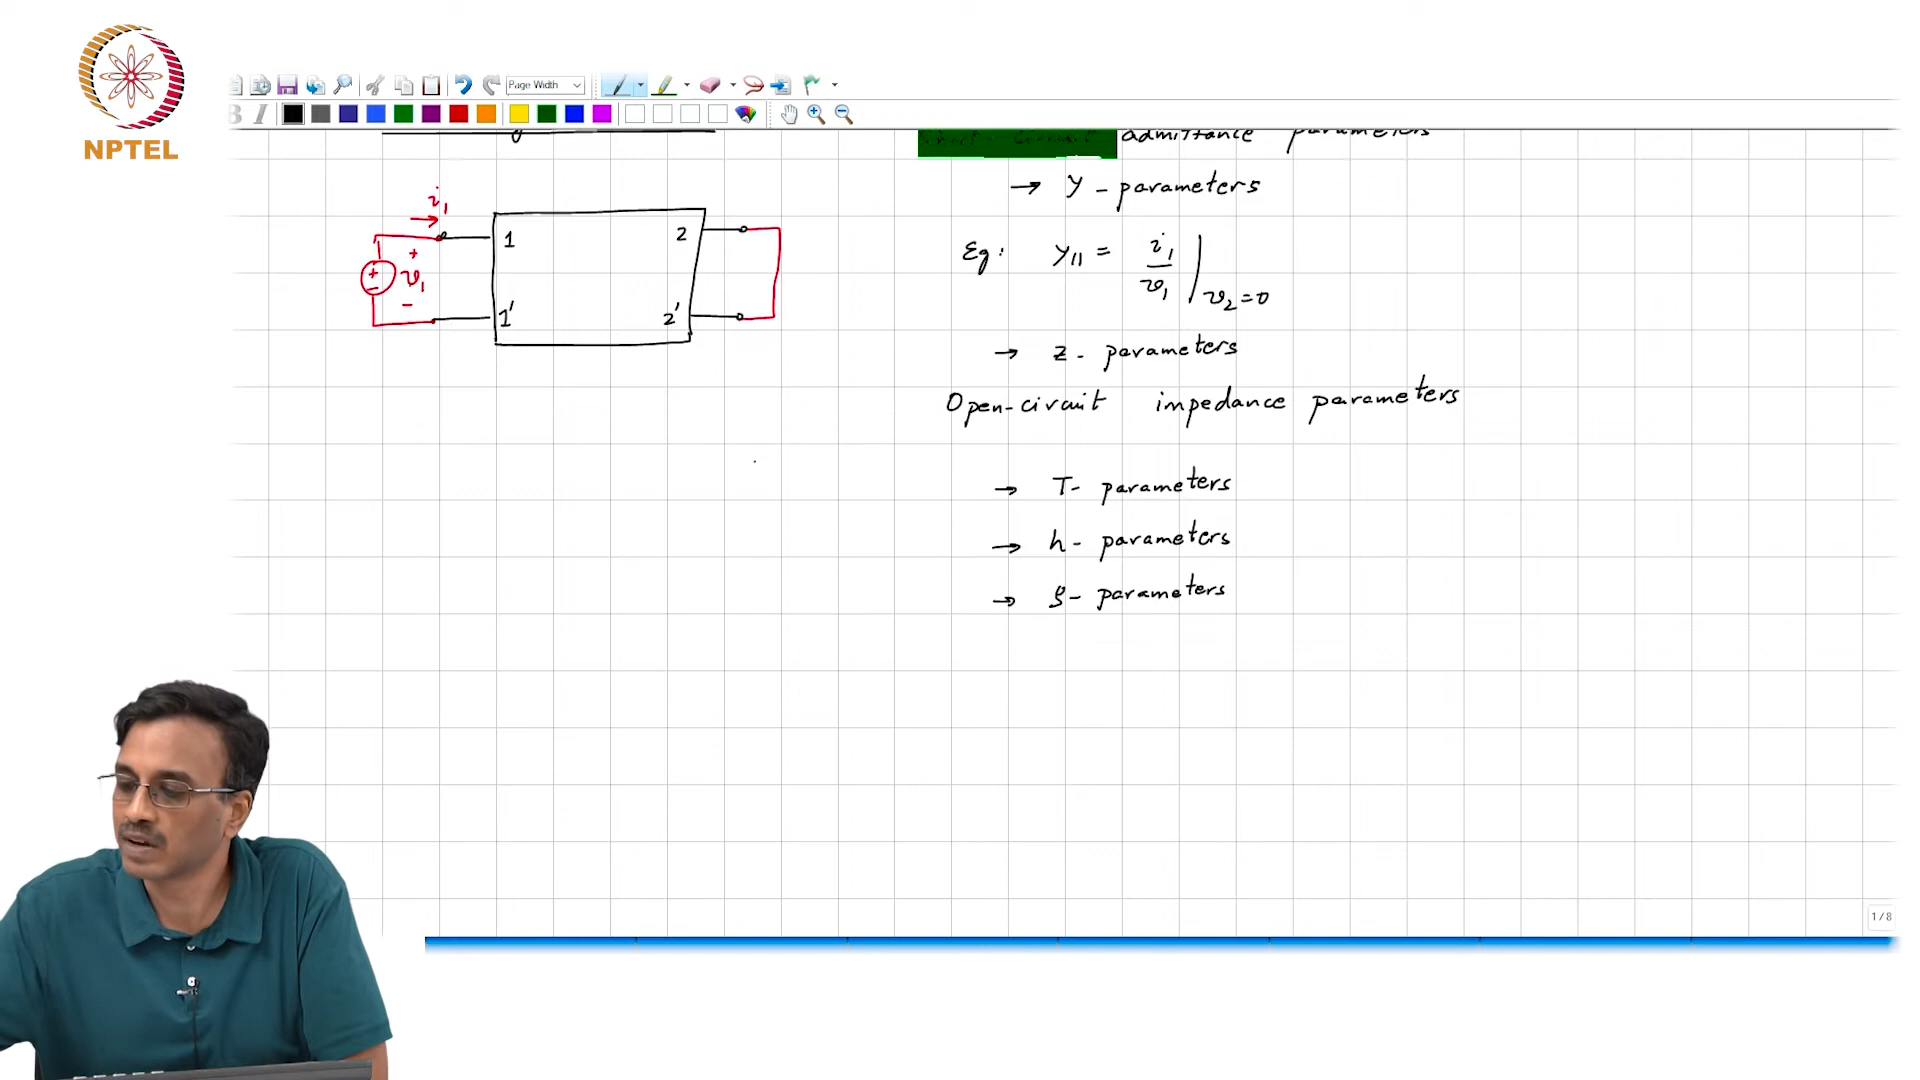 NPTEL
Page Width
admittance parameters
→ Y - parameters
i1
1
2
Eg: Y11 = i1 / v1 | v2=0
+
+
v1
-
-
1'
2'
→ z - parameters
Open-circuit impedance parameters
→ T- parameters
→ h - parameters
→ g - parameters
1 / 8